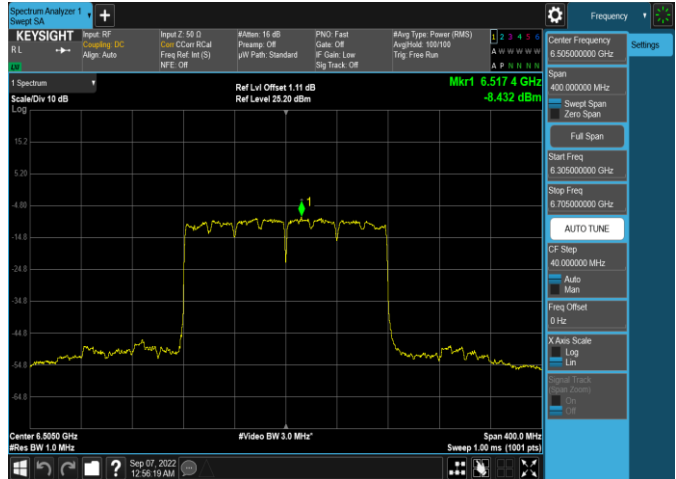 Spectrum Analyzer 1
Swept SA
+
Frequency
KEYSIGHT
RL
Input: RF
Coupling: DC
Align: Auto
Input Z: 50 Ω
Corr CCorr RCal
Freq Ref: Int (S)
NFE: Off
#Atten: 16 dB
Preamp: Off
µW Path: Standard
PNO: Fast
Gate: Off
IF Gain: Low
Sig Track: Off
#Avg Type: Power (RMS)
Avg|Hold: 100/100
Trig: Free Run
1 2 3 4 5 6
A W W W W W
A P N N N N
1 Spectrum
Scale/Div 10 dB
Log
Ref Lvl Offset 1.11 dB
Ref Level 25.20 dBm
Mkr1 6.517 4 GHz
-8.432 dBm
15.2
5.20
-4.80
-14.8
-24.8
-34.8
-44.8
-54.8
-64.8
1
Center 6.5050 GHz
#Res BW 1.0 MHz
#Video BW 3.0 MHz*
Span 400.0 MHz
Sweep 1.00 ms (1001 pts)
Center Frequency
6.505000000 GHz
Settings
Span
400.000000 MHz
Swept Span
Zero Span
Full Span
Start Freq
6.305000000 GHz
Stop Freq
6.705000000 GHz
AUTO TUNE
CF Step
40.000000 MHz
Auto
Man
Freq Offset
0 Hz
X Axis Scale
Log
Lin
Signal Track
(Span Zoom)
On
Off
?
Sep 07, 2022
12:56:19 AM